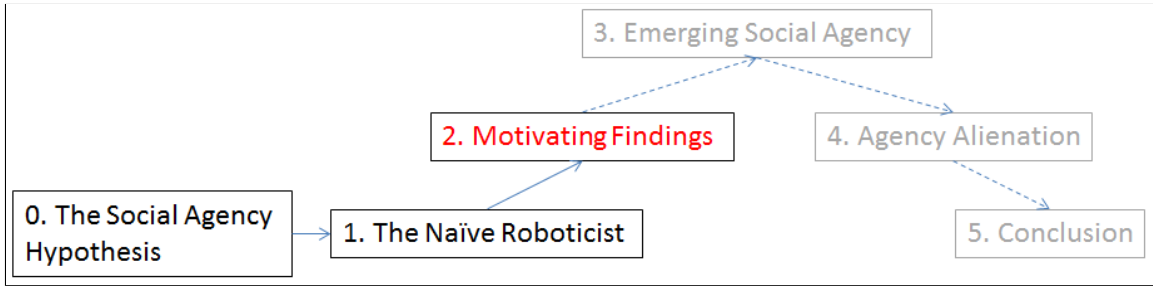 3. Emerging Social Agency
2. Motivating Findings
4. Agency Alienation
0. The Social Agency
Hypothesis
1. The Naïve Roboticist
5. Conclusion